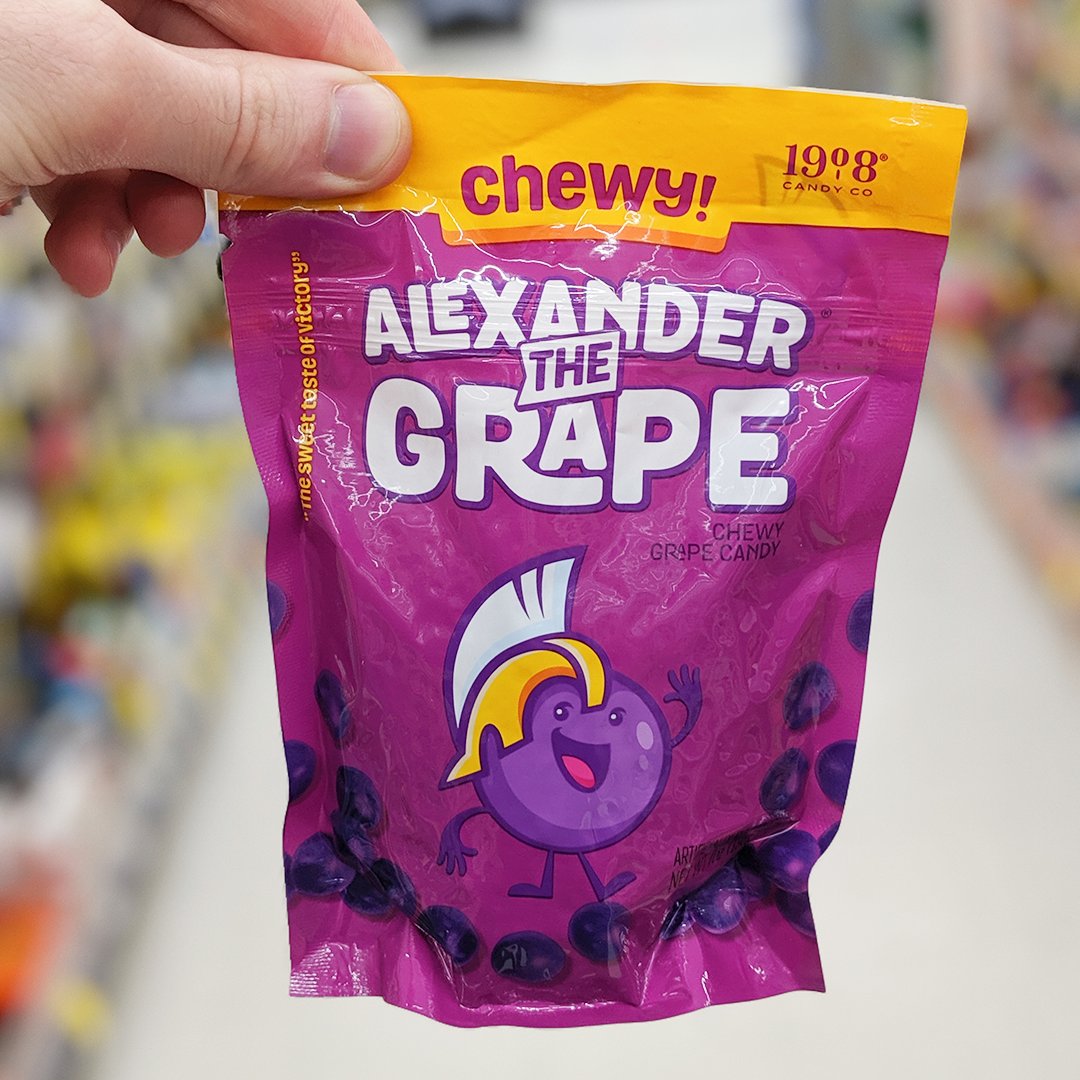 chewy!
1908®
CANDY CO
"The sweet taste of victory"
ALEXANDER
THE
GRAPE
®
CHEWY
GRAPE CANDY